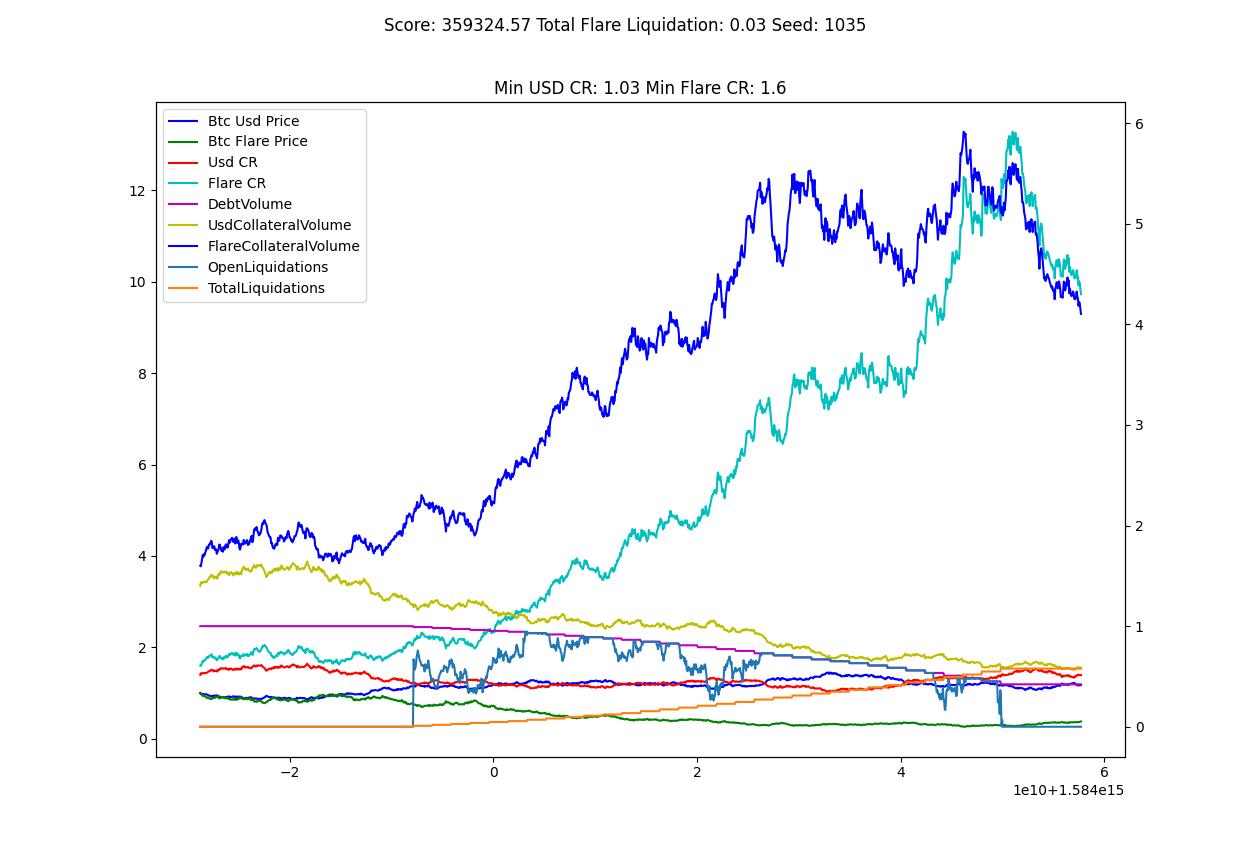 Score: 359324.57 Total Flare Liquidation: 0.03 Seed: 1035
Min USD CR: 1.03 Min Flare CR: 1.6
Btc Usd Price
Btc Flare Price
Usd CR
Flare CR
DebtVolume
UsdCollateralVolume
FlareCollateralVolume
OpenLiquidations
TotalLiquidations
12
10
8
6
4
2
0
6
5
4
3
2
1
0
−2
0
2
4
6
1e10+1.584e15